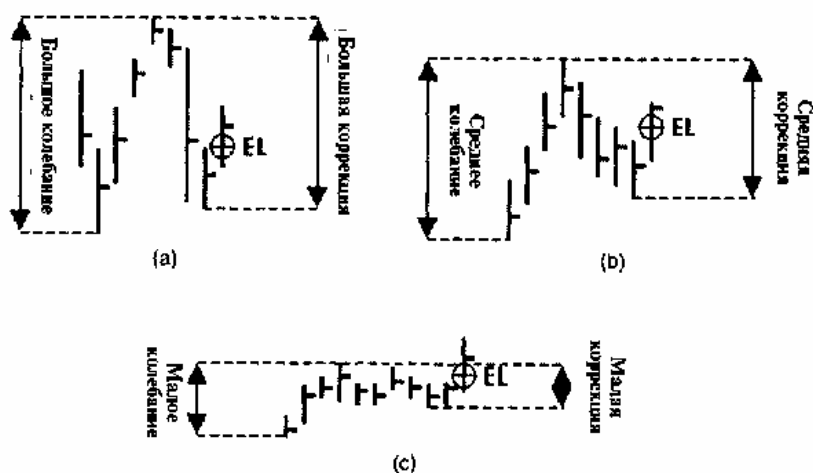 Большое колебание
EL
Большая коррекция
(a)
Среднее
колебание
EL
Средняя
коррекция
(b)
Малое
колебание
EL
Малая
коррекция
(c)